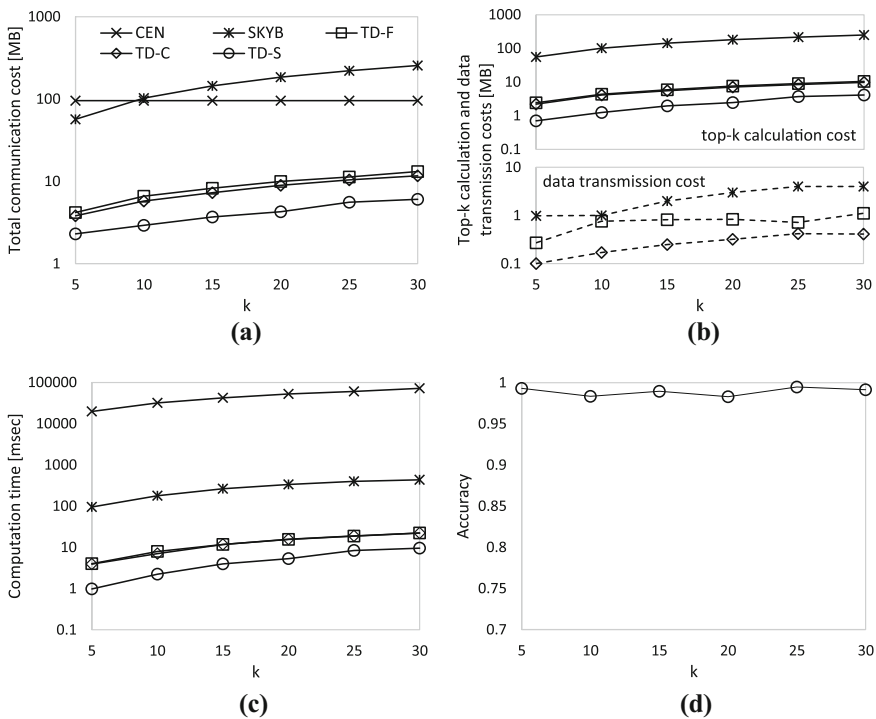 Total communication cost [MB]
1000
100
10
1
CEN SKYB TD-F
TD-C TD-S
5 10 15 20 25 30
k
(a)
Top-k calculation and data
transmission costs [MB]
1000
100
10
1
0.1
top-k calculation cost
10
1
0.1
data transmission cost
5 10 15 20 25 30
k
(b)
Computation time [msec]
100000
10000
1000
100
10
1
0.1
5 10 15 20 25 30
k
(c)
Accuracy
1
0.95
0.9
0.85
0.8
0.75
0.7
5 10 15 20 25 30
k
(d)